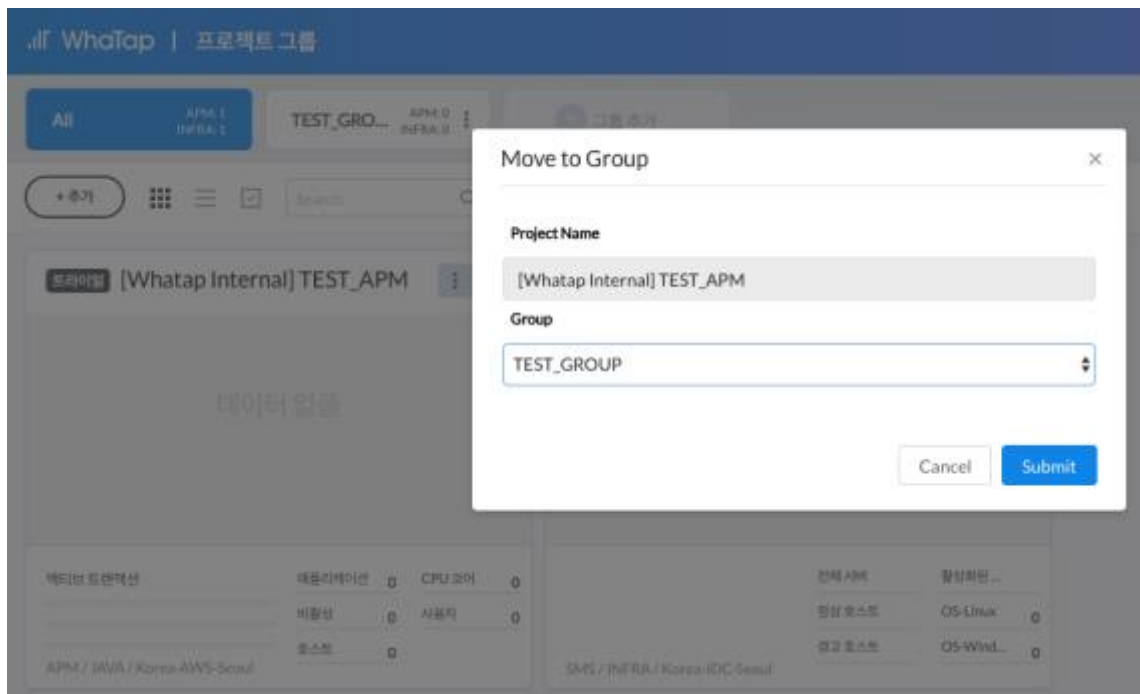 WhaTap | 프로젝트 그룹
All APM: 1 INFRA: 1
TEST_GRO... APM: 0 INFRA: 0
그룹 추가
+ 추가
Search
Move to Group
Project Name
[Whatap Internal] TEST_APM
Group
TEST_GROUP
Cancel Submit
트라이얼 [Whatap Internal] TEST_APM
데이터 없음
액티브 트랜잭션
애플리케이션 0 CPU 코어 0
비활성 0 사용자 0
호스트 0
APM / JAVA / Korea-AWS-Seoul
전체 서버 활성화된 ...
정상 호스트 OS-Linux 0
경고 호스트 OS-Wind... 0
SMS / INFRA / Korea-IDC-Seoul